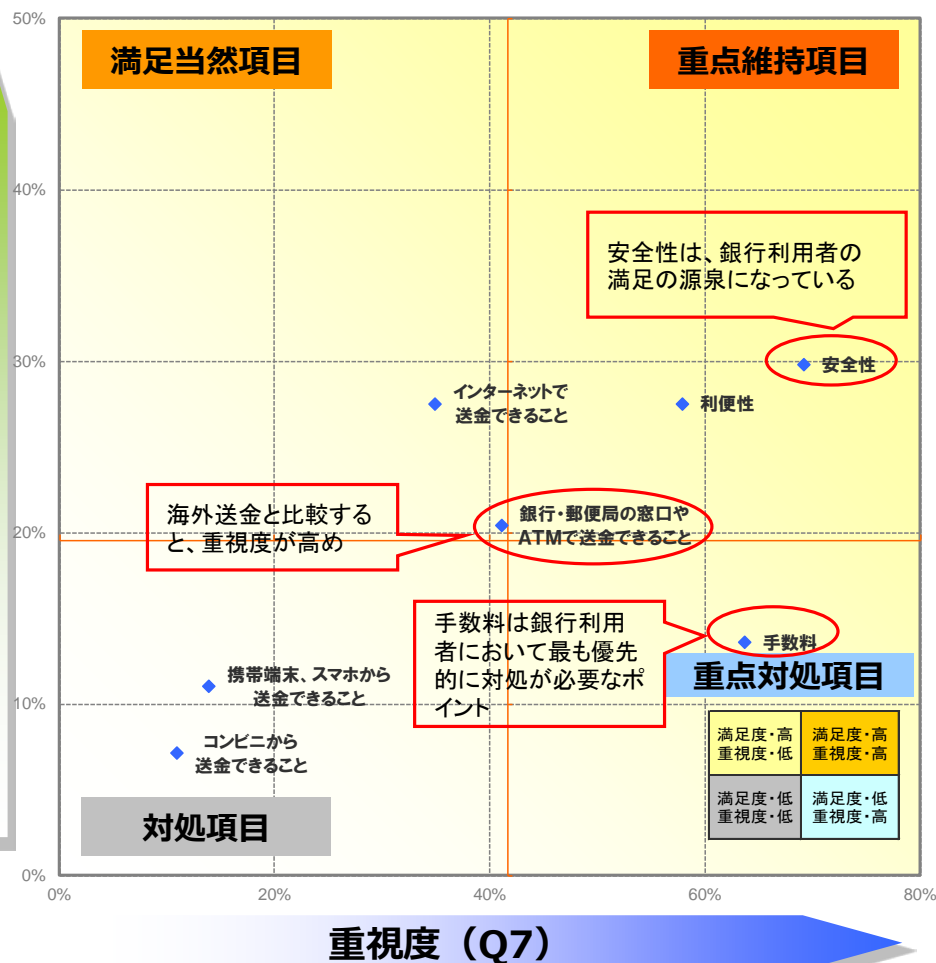 50%
満足当然項目
重点維持項目
40%
安全性は、銀行利用者の
満足の源泉になっている
30%
安全性
インターネットで
送金できること
利便性
海外送金と比較する
と、重視度が高め
銀行・郵便局の窓口や
ATMで送金できること
20%
手数料は銀行利用
者において最も優先
的に対処が必要なポ
イント
手数料
重点対処項目
携帯端末、スマホから
送金できること
10%
コンビニから
送金できること
満足度・高
重視度・低
満足度・高
重視度・高
満足度・低
重視度・低
満足度・低
重視度・高
対処項目
0%
0%
20%
40%
60%
80%
重視度（Q7）